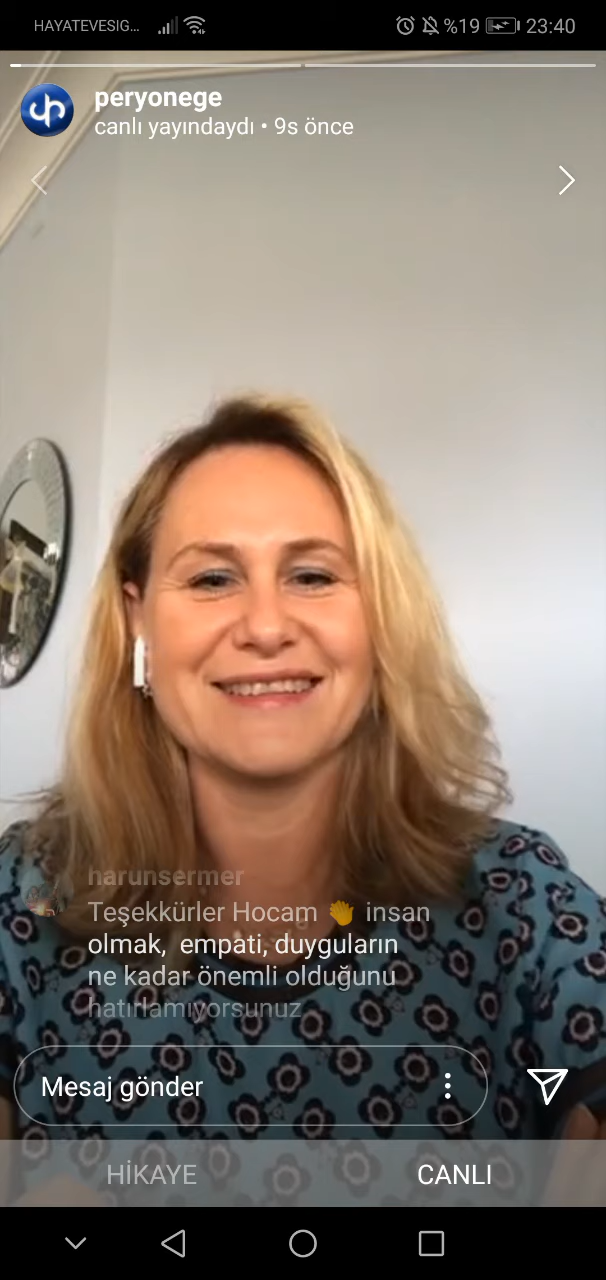 HAYATEVESIG...
%19
23:40
peryonege
canlı yayındaydı • 9s önce
harunsermer
Teşekkürler Hocam 👏 insan
olmak, empati, duyguların
ne kadar önemli olduğunu
hatırlamıyorsunuz
Mesaj gönder
HİKAYE
CANLI